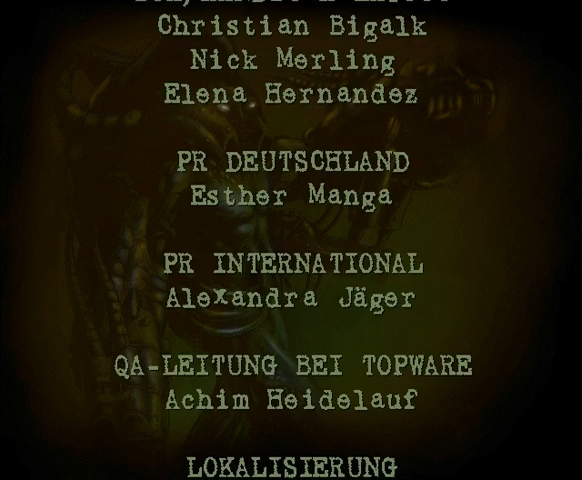 Christian Bigalk
Nick Merling
Elena Hernandez
PR DEUTSCHLAND
Esther Manga
PR INTERNATIONAL
Alexandra Jäger
QA-LEITUNG BEI TOPWARE
Achim Heidelauf
LOKALISIERUNG